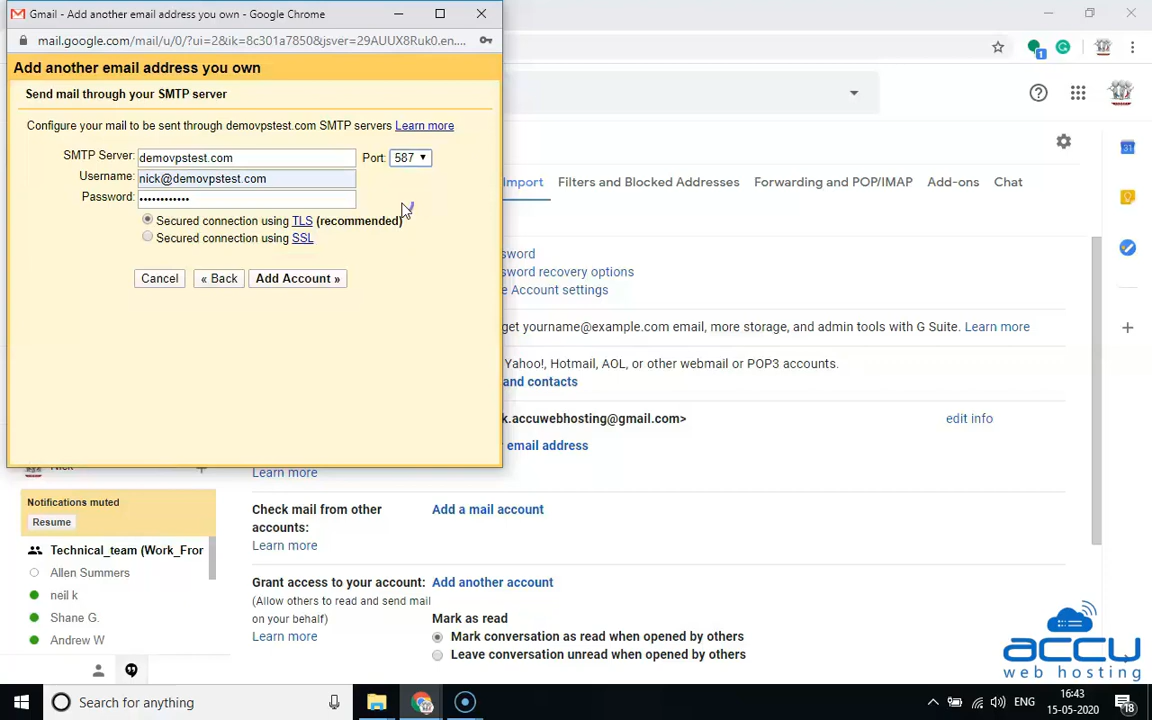 Gmail - Add another email address you own - Google Chrome
mail.google.com/mail/u/0/?ui=2&ik=8c301a7850&jsver=29AUUX8Ruk0.en....
Add another email address you own
Send mail through your SMTP server
Configure your mail to be sent through demovpstest.com SMTP servers Learn more
SMTP Server: demovpstest.com Port: 587
Username: nick@demovpstest.com
Password: ••••••••••••
Secured connection using TLS (recommended)
Secured connection using SSL
Cancel « Back Add Account »
1
31
Import Filters and Blocked Addresses Forwarding and POP/IMAP Add-ons Chat
sword
sword recovery options
e Account settings
get yourname@example.com email, more storage, and admin tools with G Suite. Learn more
Yahoo!, Hotmail, AOL, or other webmail or POP3 accounts.
and contacts
k.accuwebhosting@gmail.com> edit info
email address
Learn more
Notifications muted
Resume
Technical_team (Work_Fror
Allen Summers
neil k
Shane G.
Andrew W
Check mail from other accounts: Add a mail account
Learn more
Grant access to your account: Add another account
(Allow others to read and send mail
on your behalf)
Learn more
Mark as read
Mark conversation as read when opened by others
Leave conversation unread when opened by others
accu
web hosting
Search for anything
ENG
16:43
15-05-2020
18